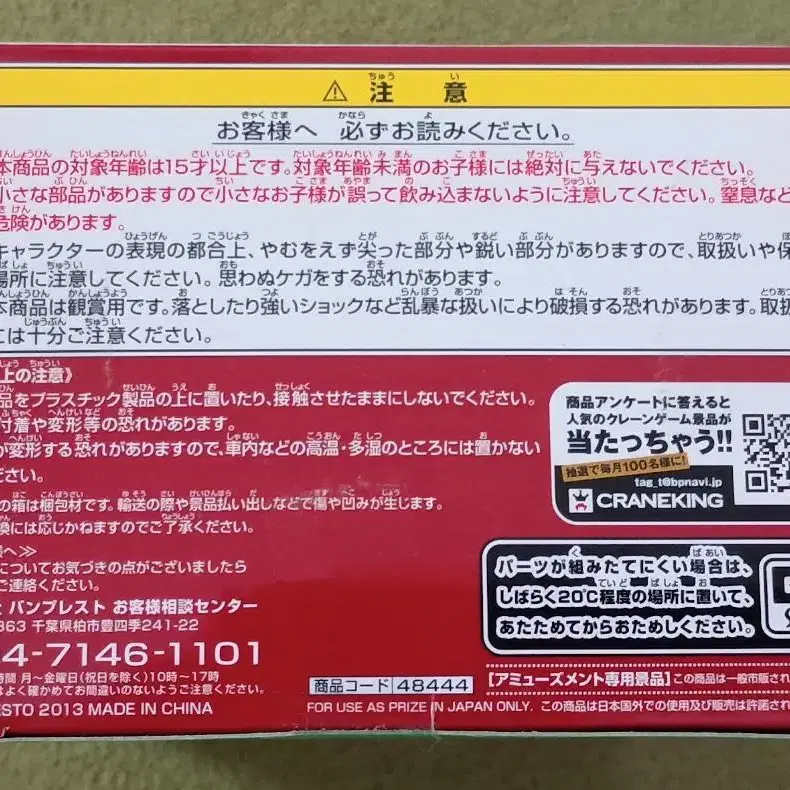 ⚠ 注意
お客様へ 必ずお読みください。
本商品の対象年齢は15才以上です。対象年齢未満のお子様には絶対に与えないでください。
小さな部品がありますので小さなお子様が誤って飲み込まないように注意してください。窒息など
危険があります。
キャラクターの表現の都合上、やむをえず尖った部分や鋭い部分がありますので、取扱いや保
場所に注意してください。思わぬケガをする恐れがあります。
本商品は観賞用です。落としたり強いショックなど乱暴な扱いにより破損する恐れがあります。取扱
には十分ご注意ください。
上の注意》
品をプラスチック製品の上に置いたり、接触させたままにしないでください。
付着や変形等の恐れがあります。
が変形する恐れがありますので、車内などの高温・多湿のところには置かない
ださい。
の箱は梱包材です。輸送の際や景品払い出しなどで傷や凹みが生じます。
換には応じかねますのでご了承ください。
様へ≫
についてお気づきの点がございましたら
ご連絡ください。
バンプレスト お客様相談センター
363 千葉県柏市豊四季241-22
4-7146-1101
時間 月〜金曜日(祝日を除く)10時〜17時
はよく確かめてお間違いのないようご注意ください。
ESTO 2013 MADE IN CHINA
商品アンケートに答えると
人気のクレーンゲーム景品が
当たっちゃう!!
抽選で毎月100名様に!
tag_t@bpnavi.jp
CRANEKING
パーツが組みたてにくい場合は、
しばらく20℃程度の場所に置いて、
あたためてからおためしください。
商品コード 48444
[アミューズメント専用景品] この商品は一般市販され
FOR USE AS PRIZE IN JAPAN ONLY. この商品は日本国外での使用及び販売は許諾され